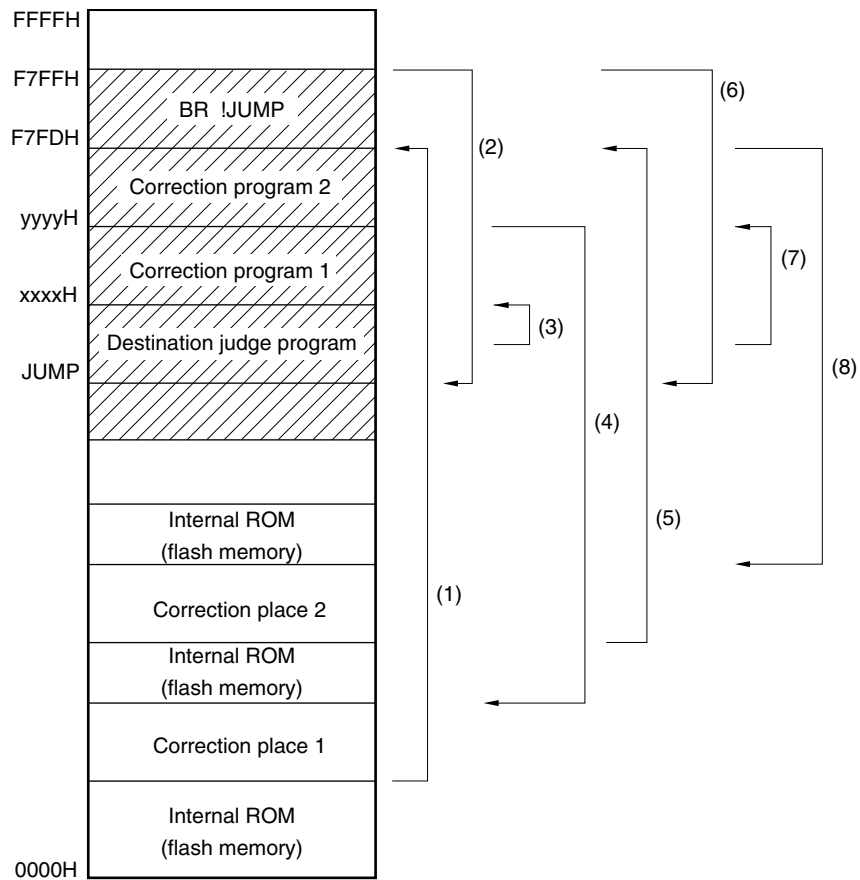 FFFFH
F7FFH
BR !JUMP
F7FDH
Correction program 2
yyyyH
Correction program 1
xxxxH
Destination judge program
JUMP
Internal ROM
(flash memory)
Correction place 2
Internal ROM
(flash memory)
Correction place 1
Internal ROM
(flash memory)
0000H
(1)
(2)
(3)
(4)
(5)
(6)
(7)
(8)